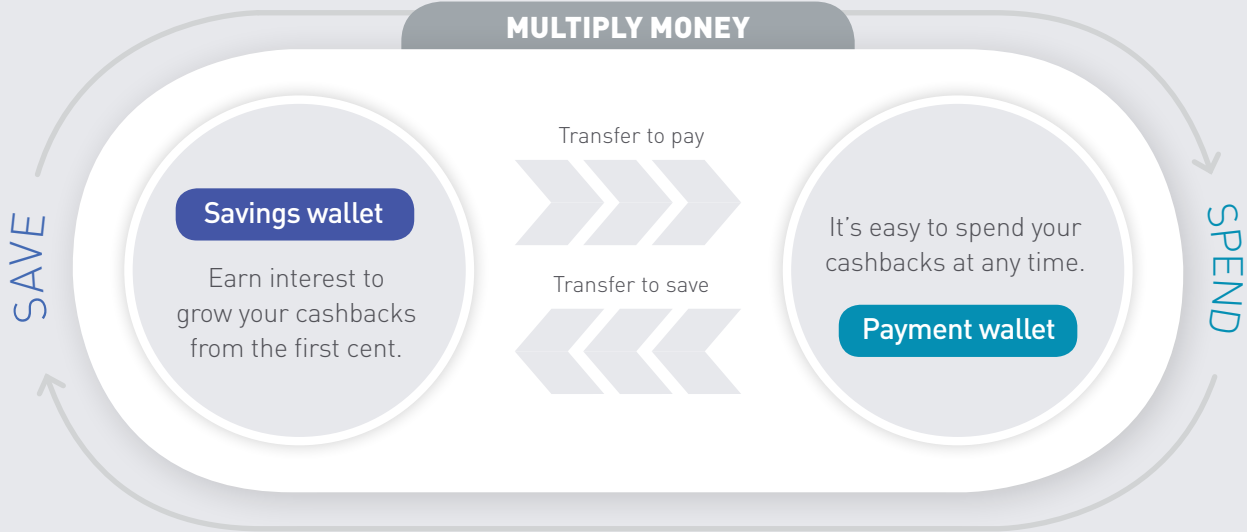 MULTIPLY MONEY
SAVE
Savings wallet
Earn interest to
grow your cashbacks
from the first cent.
Transfer to pay
Transfer to save
It's easy to spend your
cashbacks at any time.
Payment wallet
SPEND